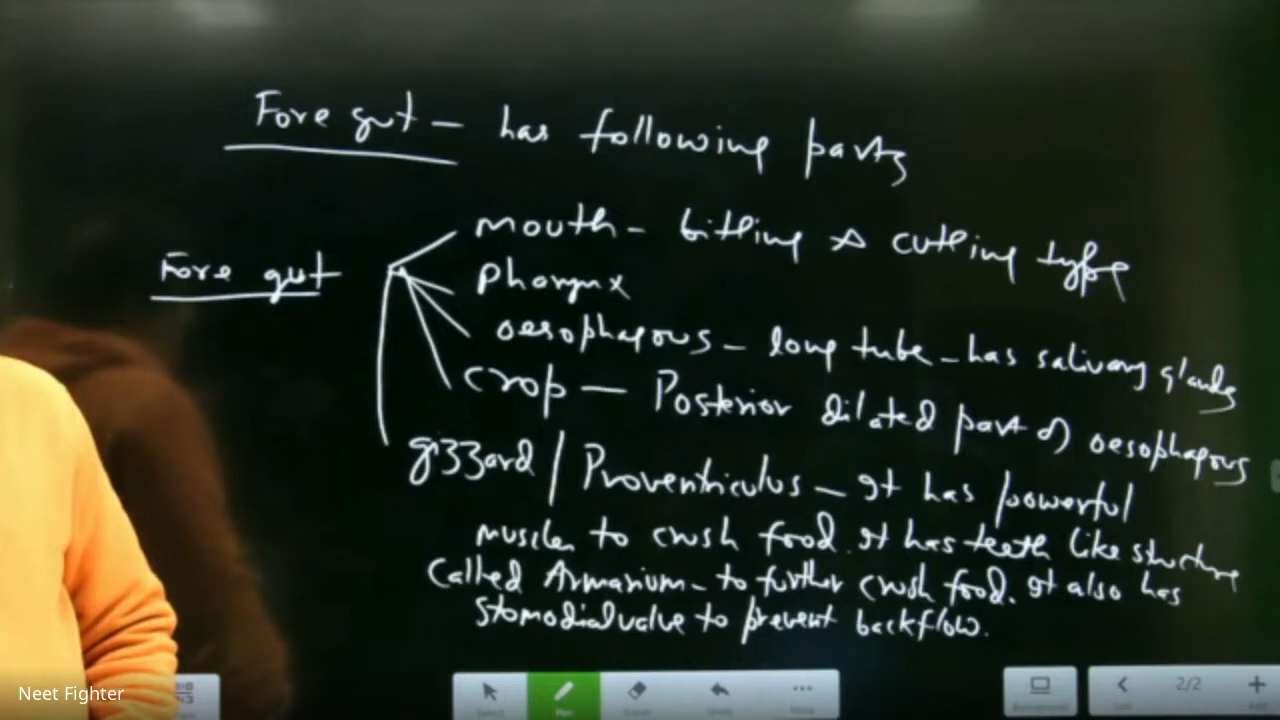 Fore gut - has following parts
Fore gut
mouth - bitting & cutting type
Pharynx
oesophagous - long tube - has salivary glands
crop - Posterior dilated part of oesophagous
gizzard / Proventriculus - It has powerful
muscles to crush food. It has teeth like structure
Called Armarium - to further crush food. It also has
stomodial valve to prevent backflow.
Neet Fighter
2/2